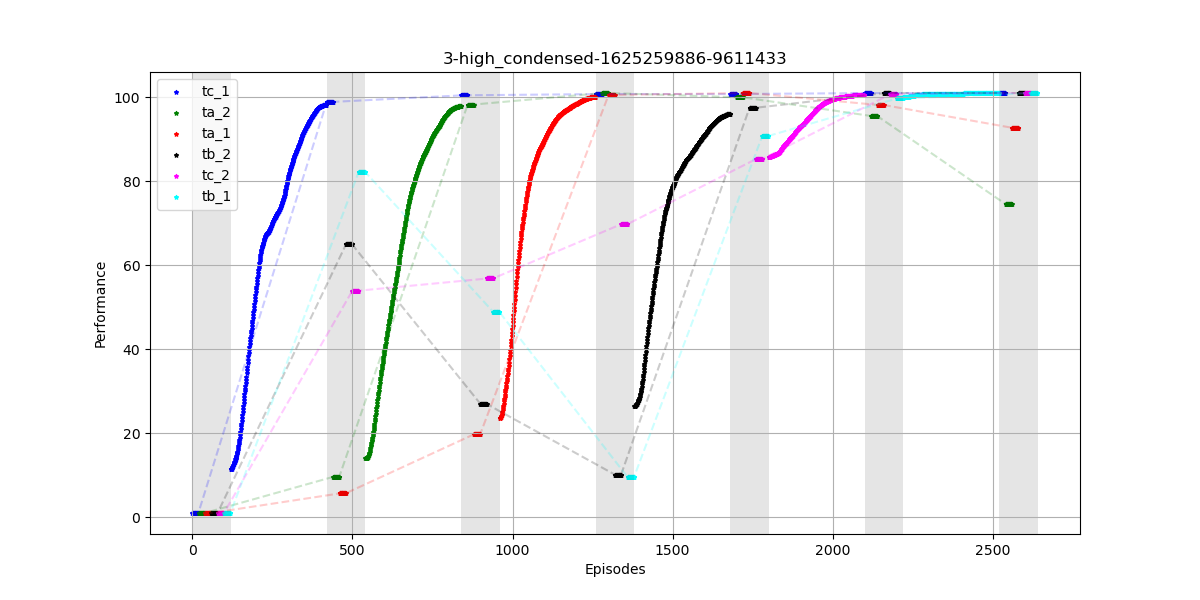 3-high_condensed-1625259886-9611433
tc_1
ta_2
ta_1
tb_2
tc_2
tb_1
Performance
100
80
60
40
20
0
0 500 1000 1500 2000 2500
Episodes